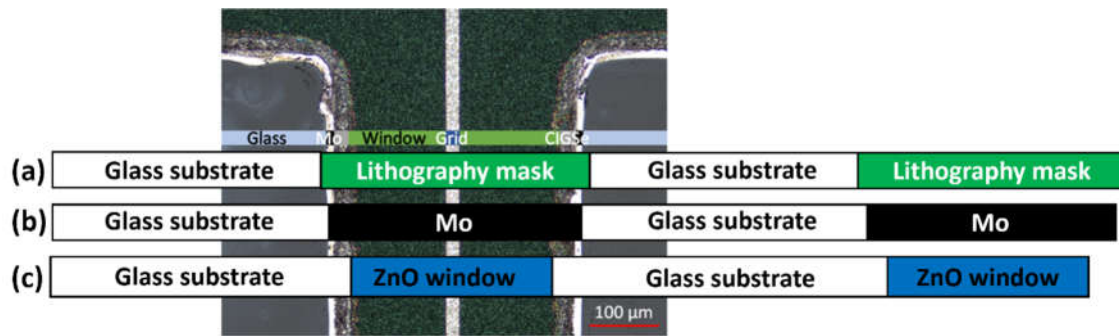 Glass Mo Window Grid CIGSe
(a) Glass substrate Lithography mask Glass substrate Lithography mask
(b) Glass substrate Mo Glass substrate Mo
(c) Glass substrate ZnO window Glass substrate ZnO window
100 μm